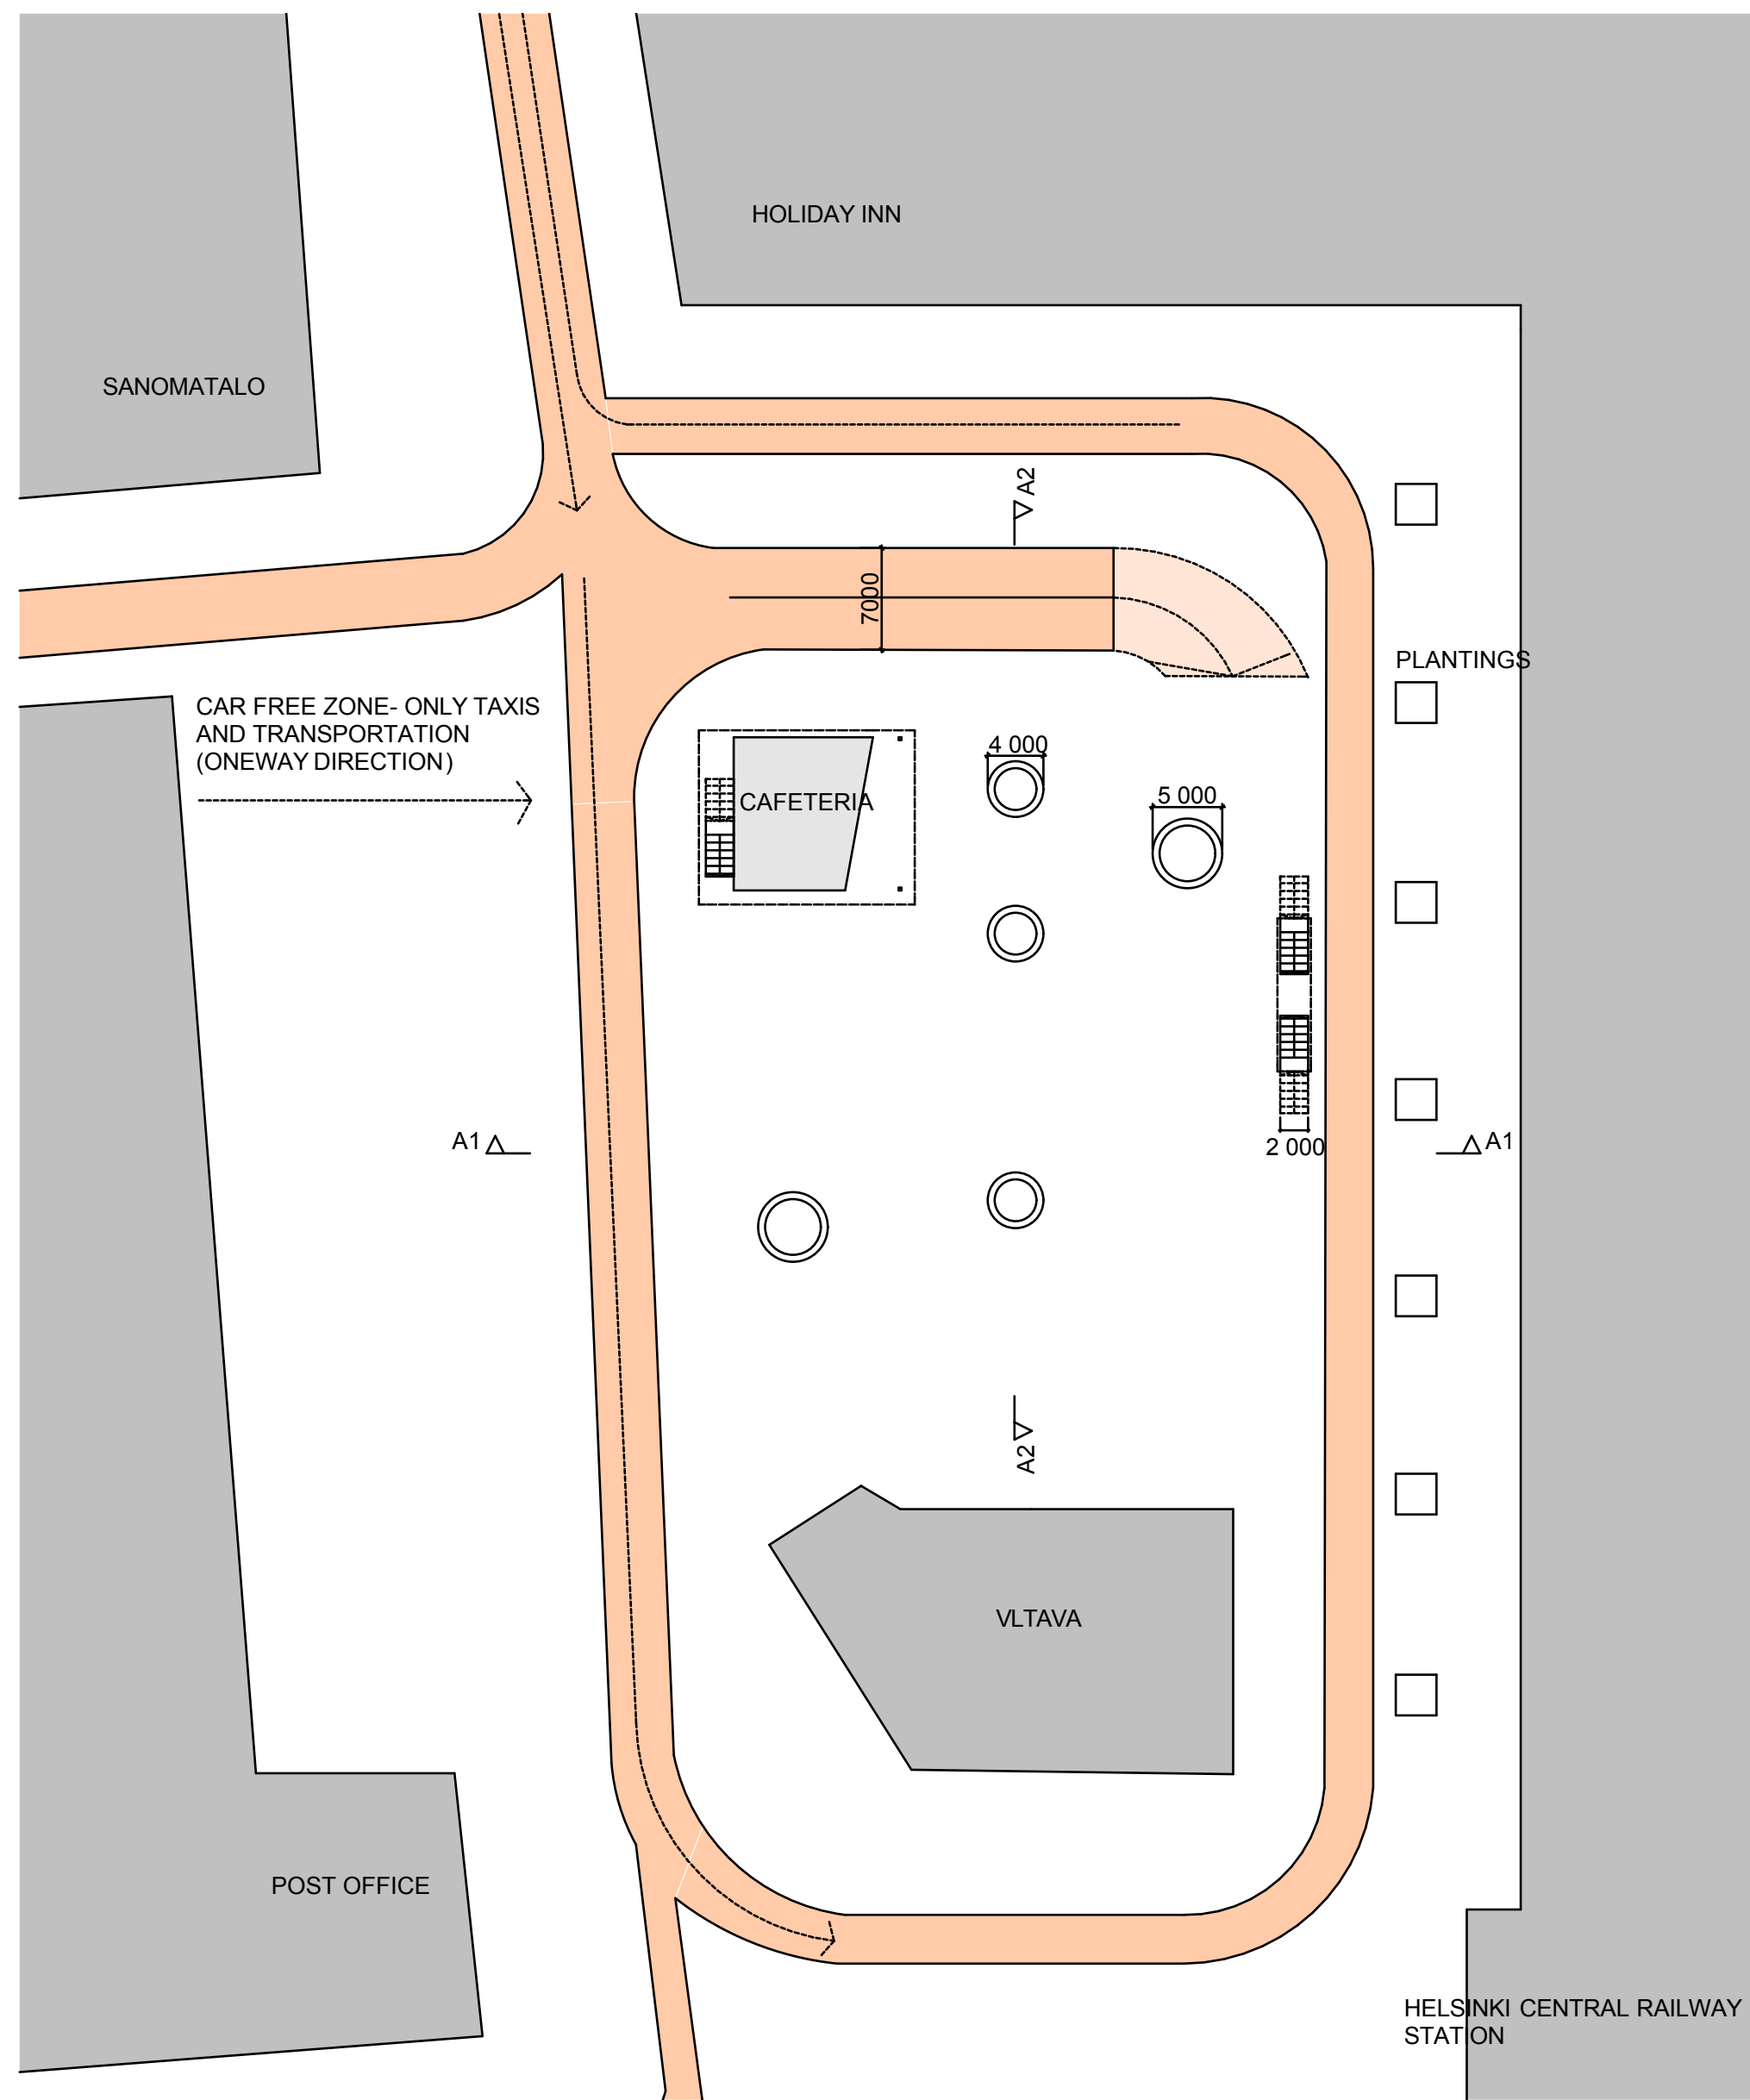 HOLIDAY INN
SANOMATALO
A2
7000
PLANTINGS
CAR FREE ZONE- ONLY TAXIS
AND TRANSPORTATION
(ONEWAY DIRECTION)
4 000
5 000
CAFETERIA
A1
2 000
A1
A2
VLTAVA
POST OFFICE
HELSINKI CENTRAL RAILWAY
STATION